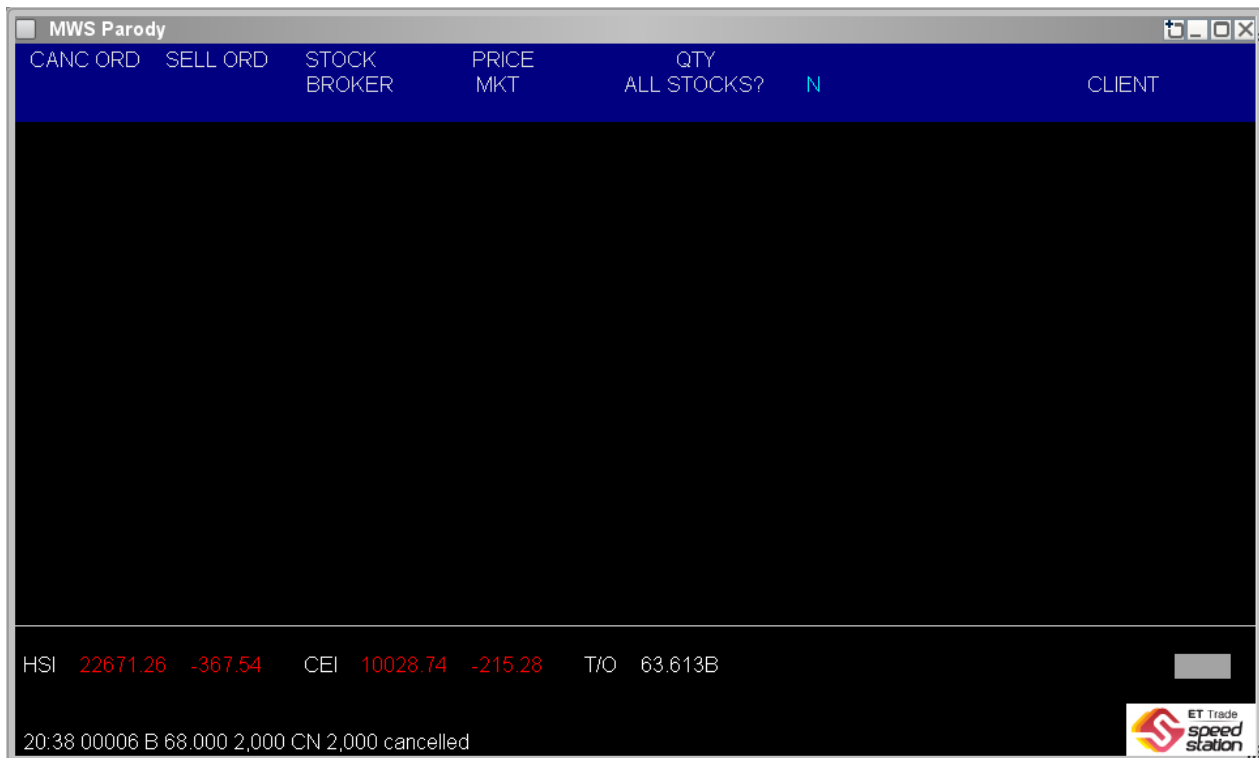 MWS Parody
CANC ORD SELL ORD STOCK PRICE QTY
BROKER MKT ALL STOCKS? N CLIENT
HSI 22671.26 -367.54 CEI 10028.74 -215.28 T/O 63.613B
ET Trade
speed
station
20:38 00006 B 68.000 2,000 CN 2,000 cancelled